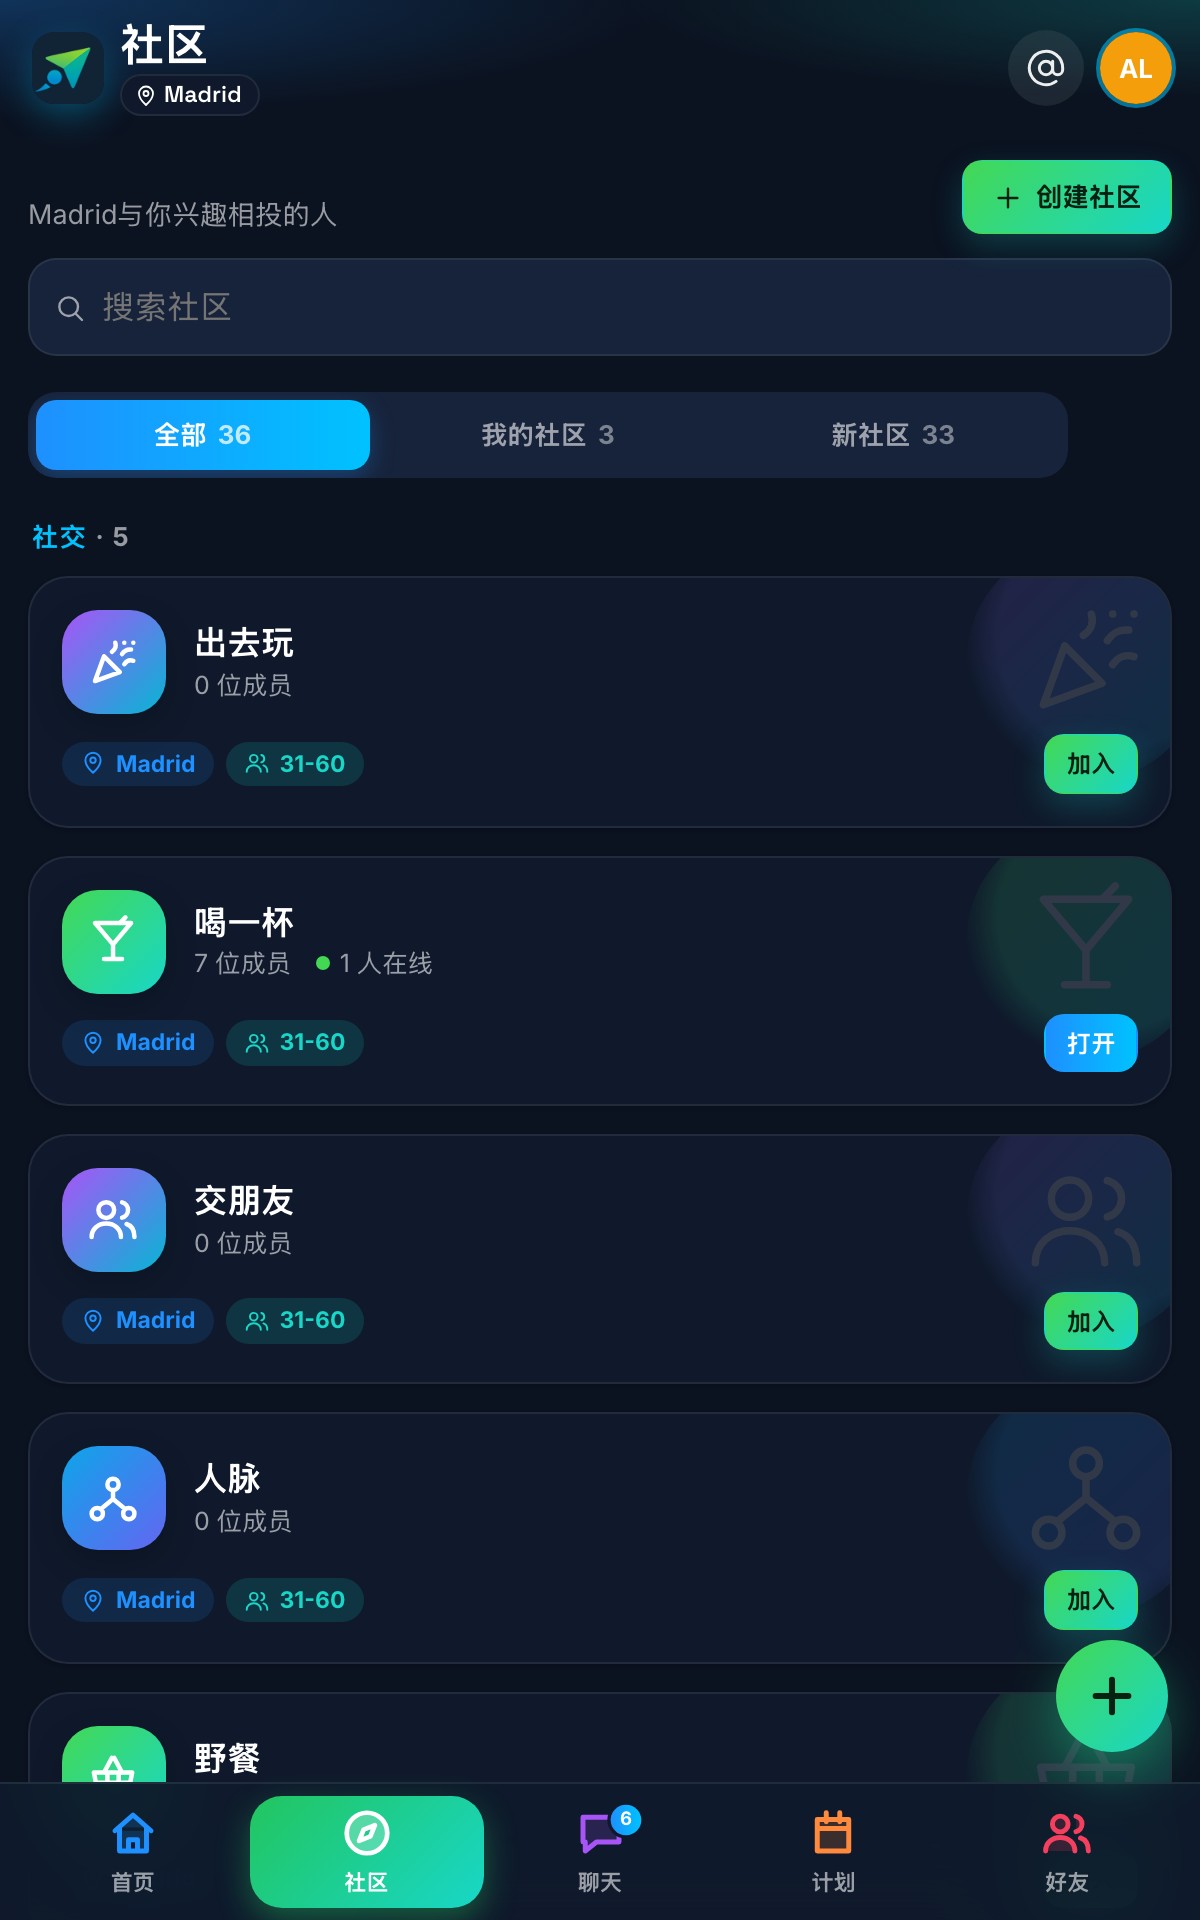 社区
Madrid
AL
Madrid与你兴趣相投的人
创建社区
搜索社区
全部 36
我的社区 3
新社区 33
社交 · 5
出去玩
0 位成员
Madrid
31-60
加入
喝一杯
7 位成员
1 人在线
Madrid
31-60
打开
交朋友
0 位成员
Madrid
31-60
加入
人脉
0 位成员
Madrid
31-60
加入
野餐
首页
社区
6
聊天
计划
好友